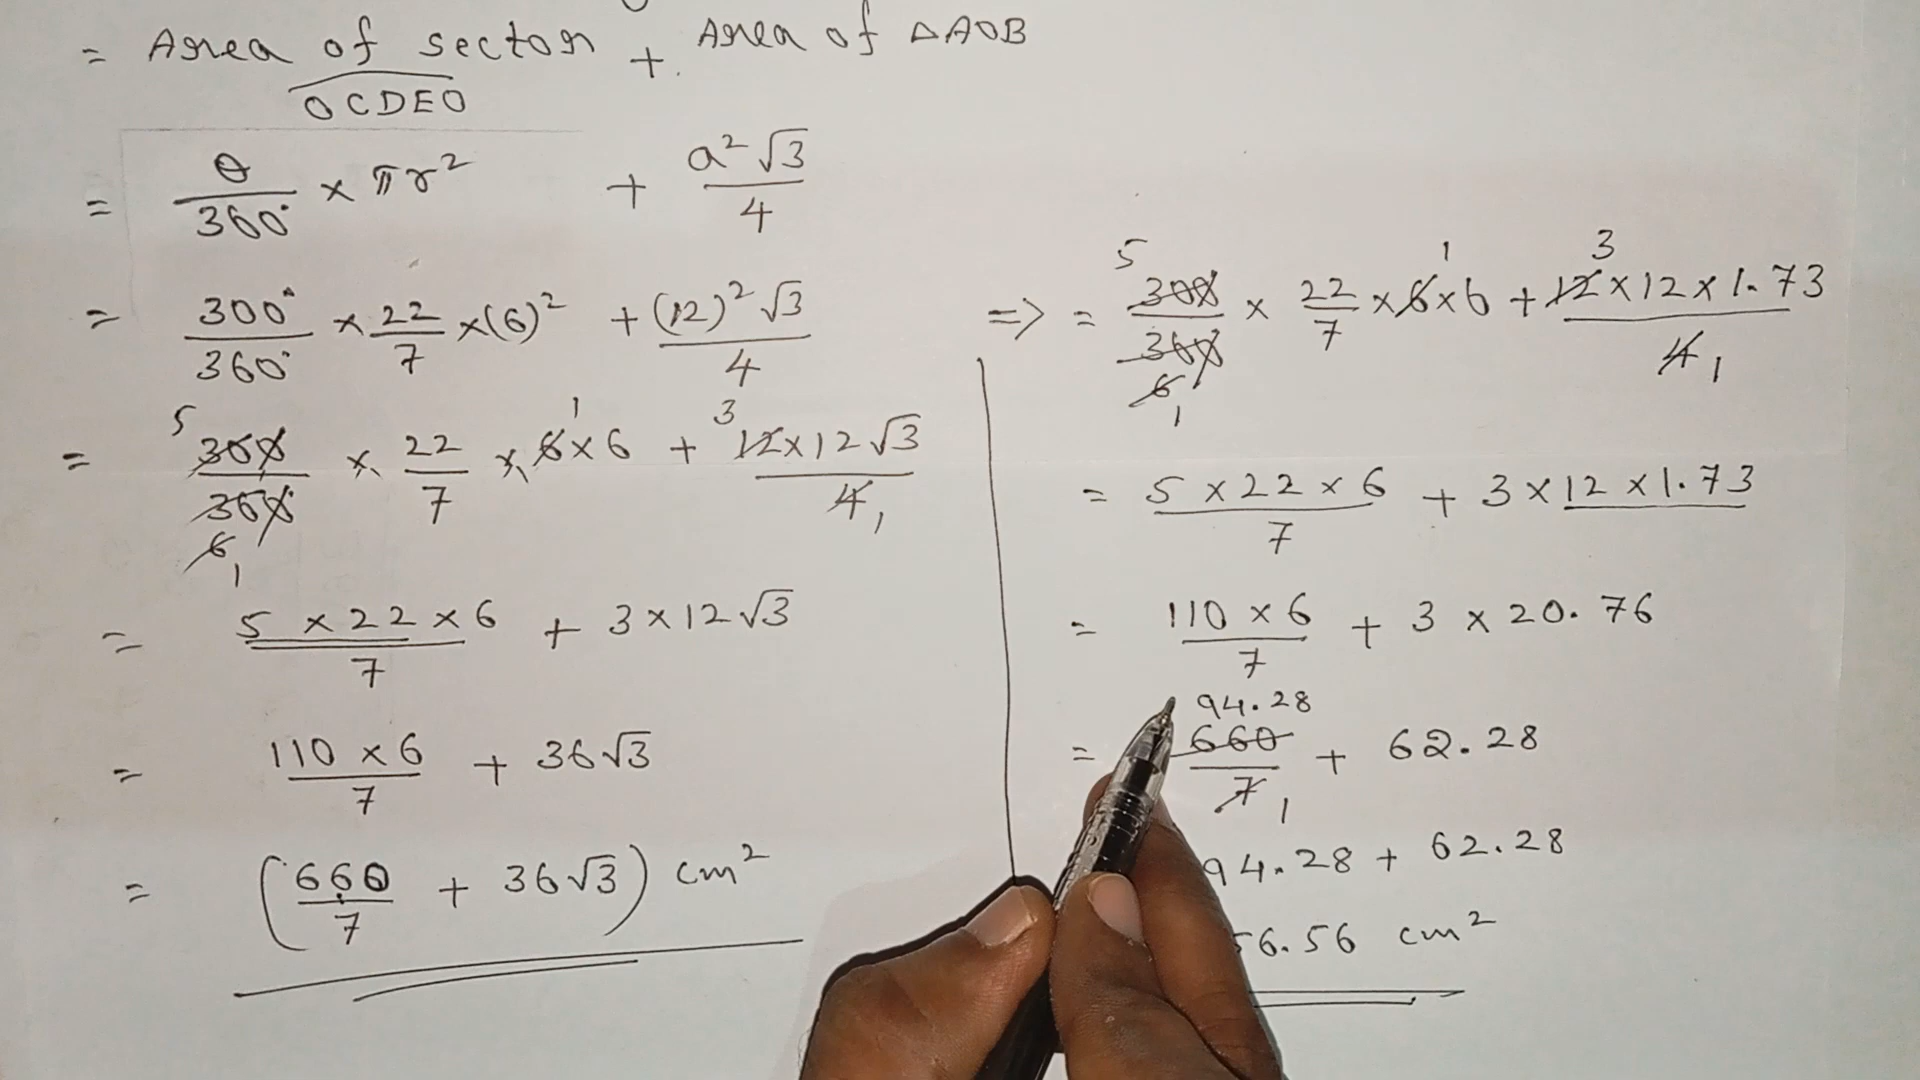 = Area of sector + Area of △AOB
OCDEO
= θ/360° × πr² + a²√3/4
= 300°/360° × 22/7 × (6)² + (12)²√3/4
= 300/360 × 22/7 × 6×6 + 12×12√3/4
5 6 1 1 3 1
= 5 × 22 × 6/7 + 3 × 12√3
= 110 × 6/7 + 36√3
= (660/7 + 36√3) cm²
=> = 300/360 × 22/7 × 6×6 + 12×12×1.73/4
5 6 1 1 3 1
= 5 × 22 × 6/7 + 3 × 12 × 1.73
= 110 × 6/7 + 3 × 20.76
94.28
= 660/7 + 62.28
1
94.28 + 62.28
56.56 cm²